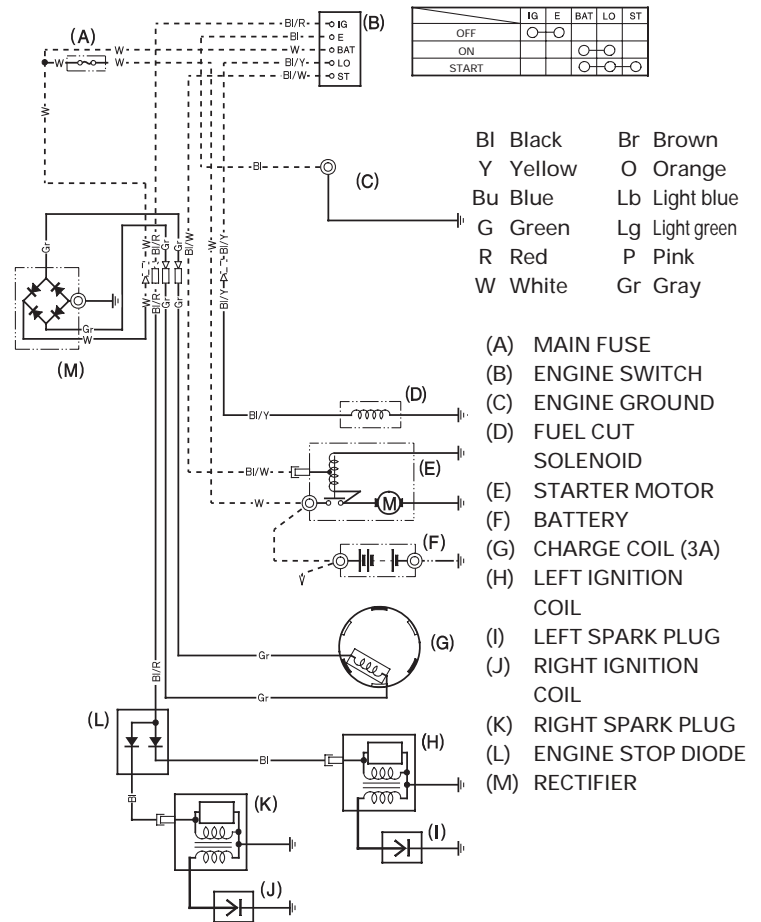 (A)
(B)
Bl/R IG
Bl E
W BAT
Bl/Y LO
Bl/W ST
W W
IG E BAT LO ST
OFF
ON
START
Bl Black
Y Yellow
Bu Blue
G Green
R Red
W White
Br Brown
O Orange
Lb Light blue
Lg Light green
P Pink
Gr Gray
W
Bl
(C)
Gr
W
Bl/R
Gr
Gr
Bl/W
W
Bl/Y
W
Bl/R
Gr
Gr
Bl/Y
Gr
W
(M)
(A) MAIN FUSE
(B) ENGINE SWITCH
(C) ENGINE GROUND
(D) FUEL CUT
SOLENOID
(E) STARTER MOTOR
(F) BATTERY
(G) CHARGE COIL (3A)
(H) LEFT IGNITION
COIL
(I) LEFT SPARK PLUG
(J) RIGHT IGNITION
COIL
(K) RIGHT SPARK PLUG
(L) ENGINE STOP DIODE
(M) RECTIFIER
(D)
Bl/Y
Bl/W
(E)
W
M
(F)
Gr
(G)
Gr
Bl/R
(L)
(H)
Bl
Bl
(K)
(I)
(J)